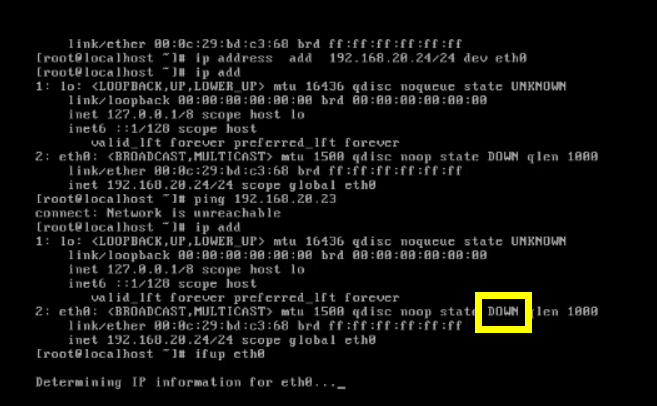 link/ether 00:0c:29:bd:c3:68 brd ff:ff:ff:ff:ff:ff
[root@localhost ~]# ip address  add  192.168.20.24/24 dev eth0
[root@localhost ~]# ip add
1: lo: <LOOPBACK,UP,LOWER_UP> mtu 16436 qdisc noqueue state UNKNOWN
link/loopback 00:00:00:00:00:00 brd 00:00:00:00:00:00
inet 127.0.0.1/8 scope host lo
inet6 ::1/128 scope host
valid_lft forever preferred_lft forever
2: eth0: <BROADCAST,MULTICAST> mtu 1500 qdisc noop state DOWN qlen 1000
link/ether 00:0c:29:bd:c3:68 brd ff:ff:ff:ff:ff:ff
inet 192.168.20.24/24 scope global eth0
[root@localhost ~]# ping 192.168.20.23
connect: Network is unreachable
[root@localhost ~]# ip add
1: lo: <LOOPBACK,UP,LOWER_UP> mtu 16436 qdisc noqueue state UNKNOWN
link/loopback 00:00:00:00:00:00 brd 00:00:00:00:00:00
inet 127.0.0.1/8 scope host lo
inet6 ::1/128 scope host
valid_lft forever preferred_lft forever
2: eth0: <BROADCAST,MULTICAST> mtu 1500 qdisc noop state DOWN qlen 1000
link/ether 00:0c:29:bd:c3:68 brd ff:ff:ff:ff:ff:ff
inet 192.168.20.24/24 scope global eth0
[root@localhost ~]# ifup eth0
Determining IP information for eth0..._